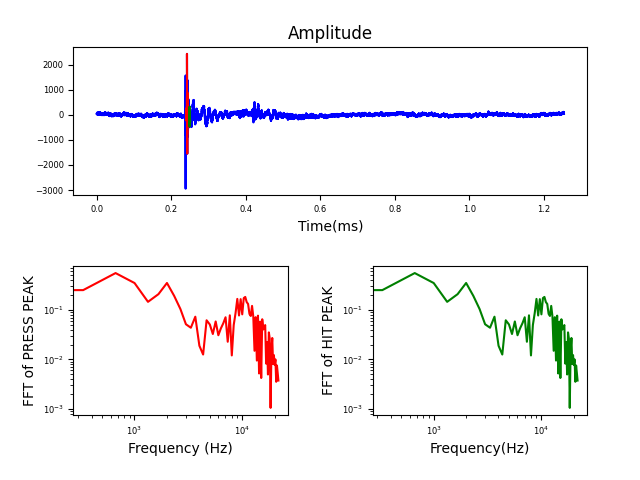 Amplitude
2000
1000
0
−1000
−2000
−3000
0.0 0.2 0.4 0.6 0.8 1.0 1.2
Time(ms)
FFT of PRESS PEAK
10⁻¹
10⁻²
10⁻³
10³ 10⁴
Frequency (Hz)
FFT of HIT PEAK
10⁻¹
10⁻²
10⁻³
10³ 10⁴
Frequency(Hz)